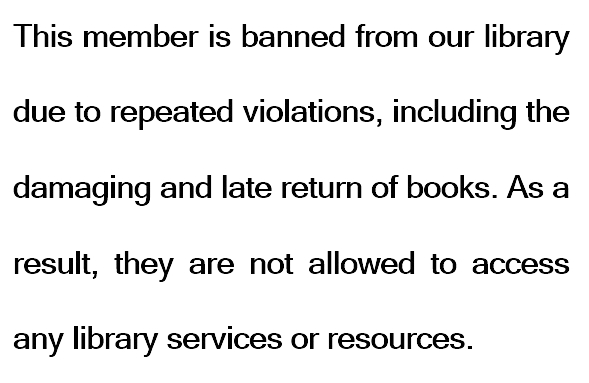 This member is banned from our library
due to repeated violations, including the
damaging and late return of books. As a
result, they are not allowed to access
any library services or resources.